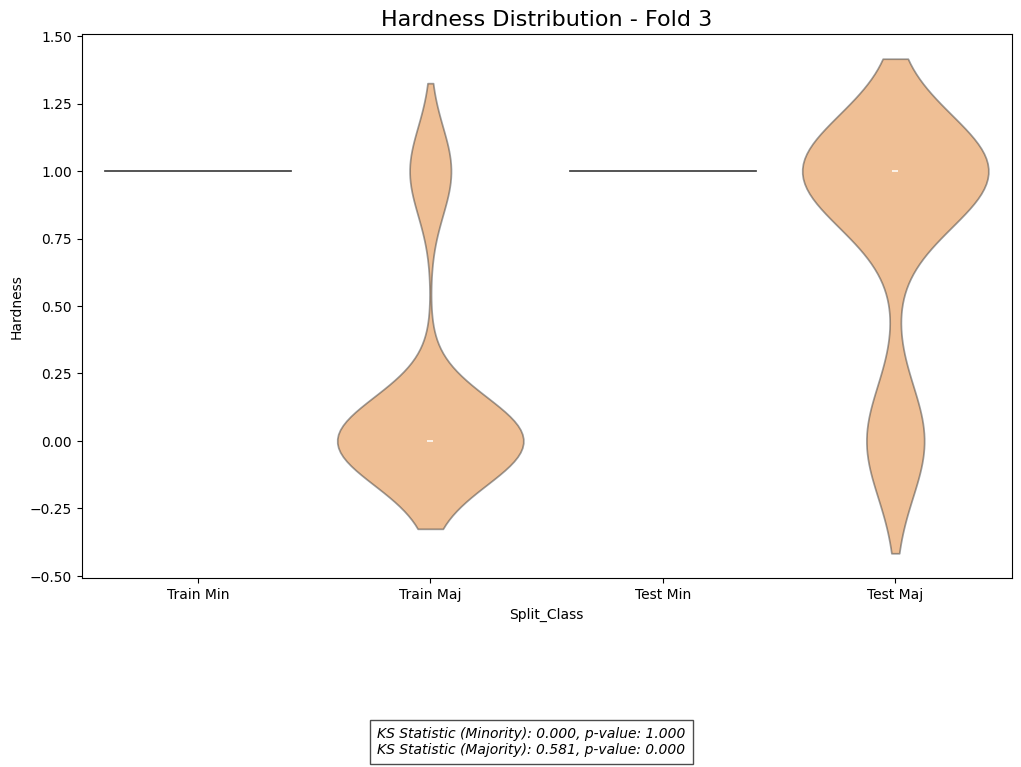 Hardness Distribution - Fold 3
1.50
1.25
1.00
0.75
0.50
0.25
0.00
−0.25
−0.50
Hardness
Train Min Train Maj Test Min Test Maj
Split_Class
KS Statistic (Minority): 0.000, p-value: 1.000
KS Statistic (Majority): 0.581, p-value: 0.000